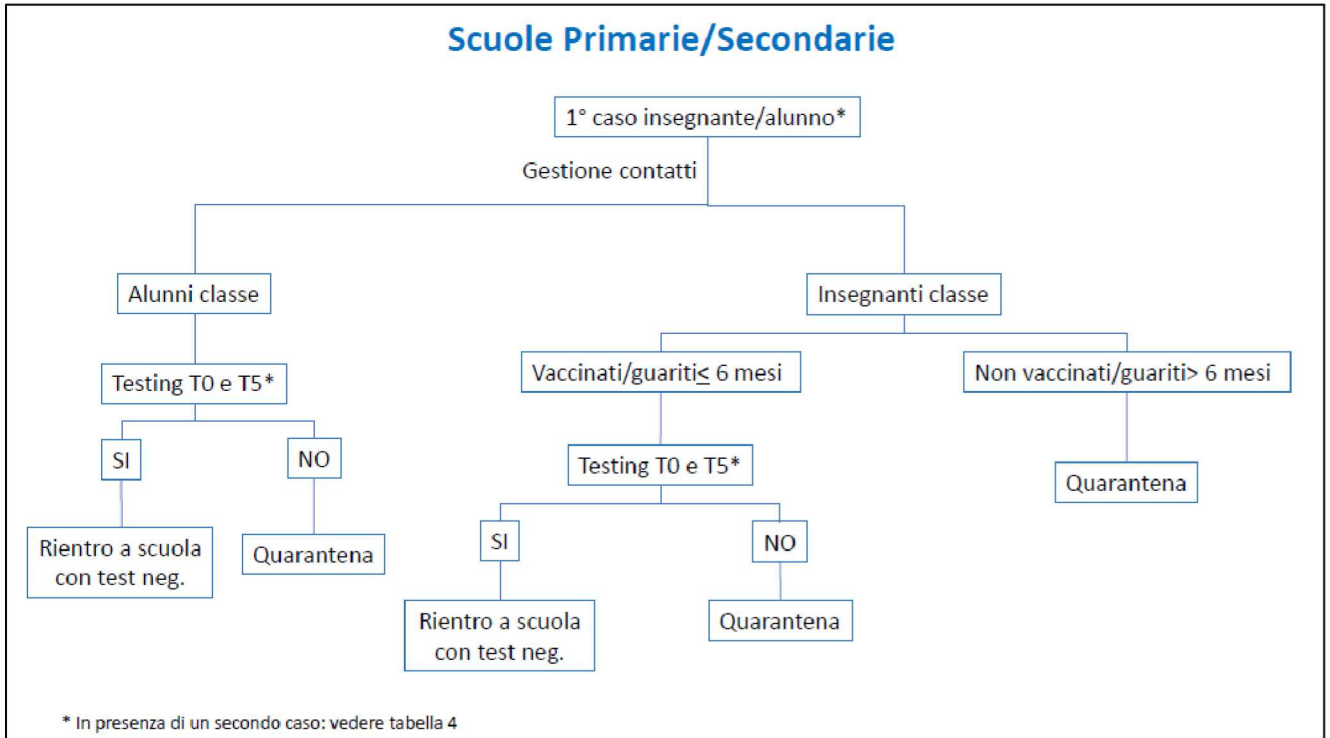 Scuole Primarie/Secondarie
1° caso insegnante/alunno*
Gestione contatti
Alunni classe
Insegnanti classe
Testing T0 e T5*
Vaccinati/guariti≤ 6 mesi
Non vaccinati/guariti> 6 mesi
SI
NO
Testing T0 e T5*
Quarantena
Rientro a scuola
con test neg.
Quarantena
SI
NO
Rientro a scuola
con test neg.
Quarantena
* In presenza di un secondo caso: vedere tabella 4